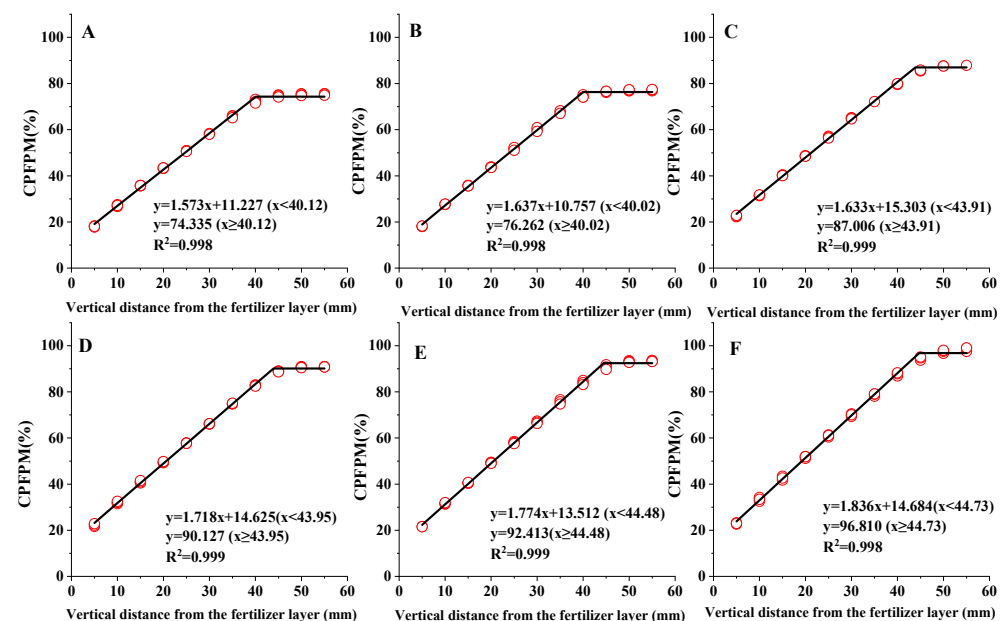 A
CPFPM(%)
100
80
60
40
20
0
y=1.573x+11.227 (x<40.12)
y=74.335 (x≥40.12)
R²=0.998
0 10 20 30 40 50 60
Vertical distance from the fertilizer layer (mm)
B
CPFPM(%)
100
80
60
40
20
0
y=1.637x+10.757 (x<40.02)
y=76.262 (x≥40.02)
R²=0.998
0 10 20 30 40 50 60
Vertical distance from the fertilizer layer (mm)
C
CPFPM(%)
100
80
60
40
20
0
y=1.633x+15.303 (x<43.91)
y=87.006 (x≥43.91)
R²=0.999
0 10 20 30 40 50 60
Vertical distance from the fertilizer layer (mm)
D
CPFPM(%)
100
80
60
40
20
0
y=1.718x+14.625(x<43.95)
y=90.127 (x≥43.95)
R²=0.999
0 10 20 30 40 50 60
Vertical distance from the fertilizer layer (mm)
E
CPFPM(%)
100
80
60
40
20
0
y=1.774x+13.512 (x<44.48)
y=92.413(x≥44.48)
R²=0.999
0 10 20 30 40 50 60
Vertical distance from the fertilizer layer (mm)
F
CPFPM(%)
100
80
60
40
20
0
y=1.836x+14.684 (x<44.73)
y=96.810 (x≥44.73)
R²=0.998
0 10 20 30 40 50 60
Vertical distance from the fertilizer layer (mm)